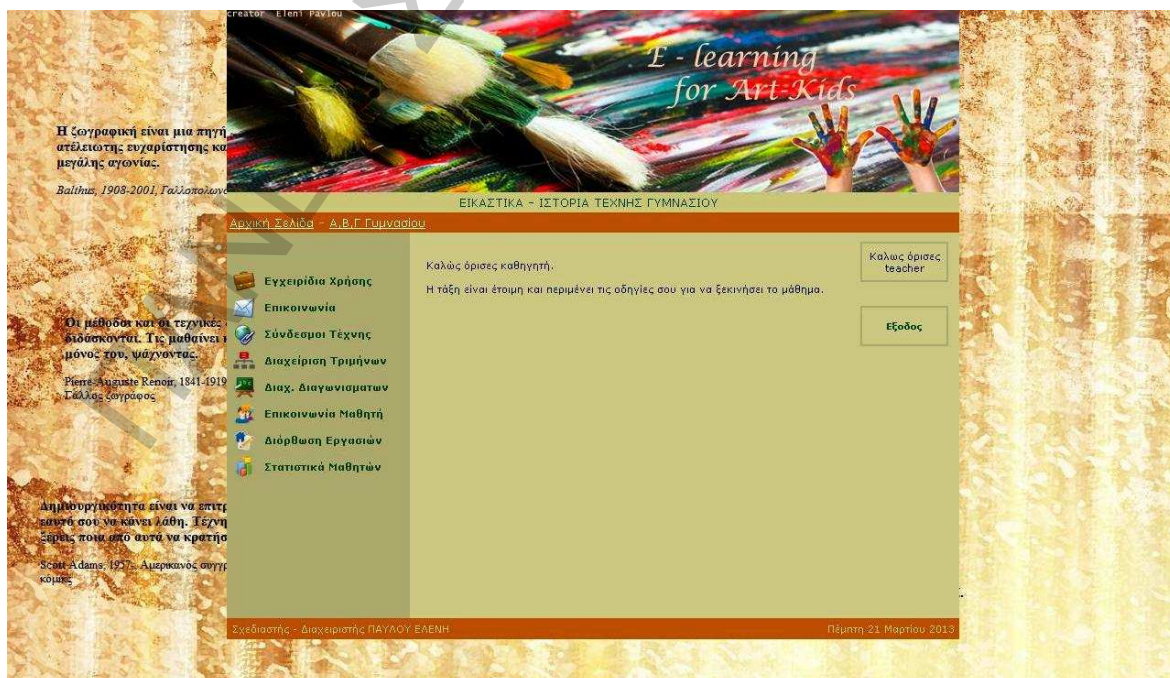 creator Eleni Pavlou
E - learning
for Art-Kids
Η ζωγραφική είναι μια πηγή
ατέλειωτης ευχαρίστησης
μεγάλης αγωνίας.
Balthus, 1908-2001,
ΕΙΚΑΣΤΙΚΑ - ΙΣΤΟΡΙΑ ΤΕΧΝΗΣ ΓΥΜΝΑΣΙΟΥ
Αρχική Σελίδα - Α,Β,Γ Γυμνασίου
Εγχειρίδια Χρήσης
Επικοινωνία
Σύνδεσμοι Τέχνης
Διαχείριση Τριμήνων
Διαχ. Διαγωνισματων
Επικοινωνία Μαθητή
Διόρθωση Εργασιών
Στατιστικά Μαθητών
Καλώς όρισες καθηγητή.
Η τάξη είναι έτοιμη και περιμένει τις οδηγίες σου για να ξεκινήσει το μάθημα.
Καλως όρισες
teacher
Εξοδος
Οι μέθοδοι και οι τεχνικές
διδάσκονται. Τις μαθαίνει
μόνος του, ψάχνοντας.
Pierre-Auguste Renoir, 1841-1919
Γάλλος ζωγράφος
Δημιουργικότητα είναι να
εαυτό σου να κάνει λάθη.
ξέρεις ποια από αυτά να
Scott Adams, 1957- Αμερικανός
κόμικς
Σχεδιαστής - Διαχειριστής ΠΑΥΛΟΥ ΕΛΕΝΗ
Πέμπτη 21 Μαρτίου 2013